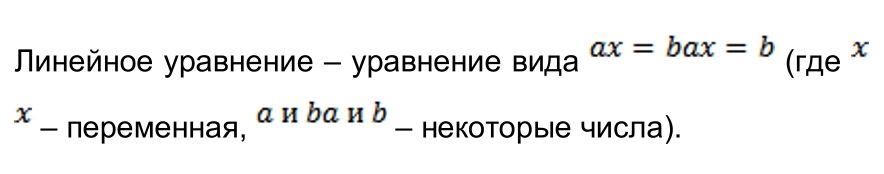 Линейное уравнение – уравнение вида ax = bax = b (где x
x – переменная, a и ba и b – некоторые числа).